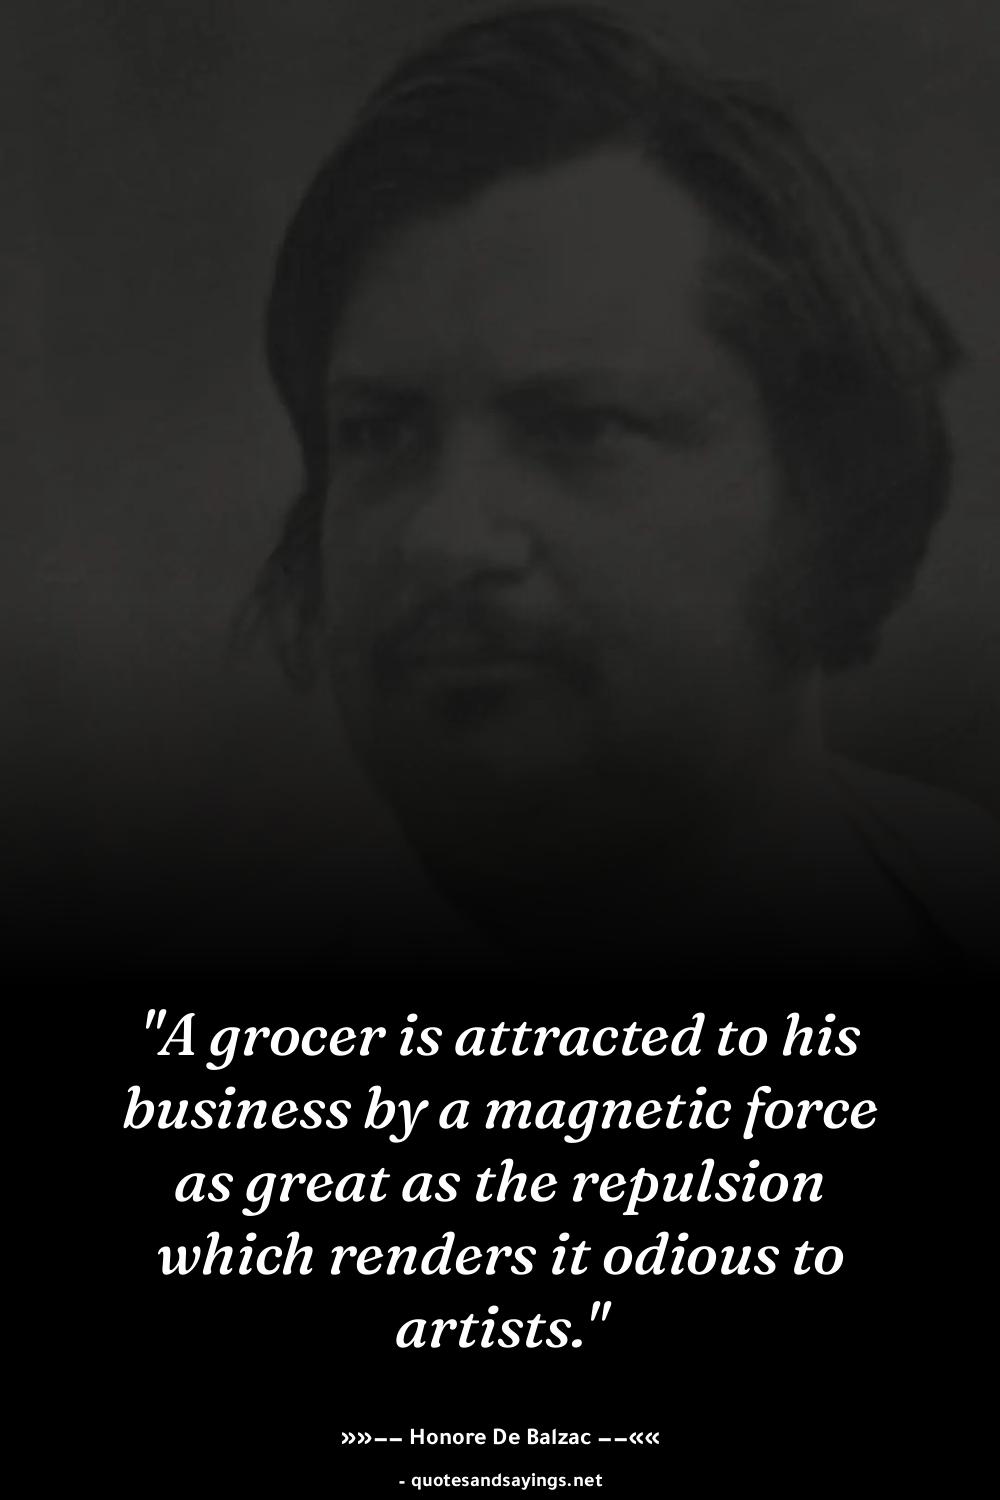 "A grocer is attracted to his
business by a magnetic force
as great as the repulsion
which renders it odious to
artists."
»»–– Honore De Balzac ––««
- quotesandsayings.net